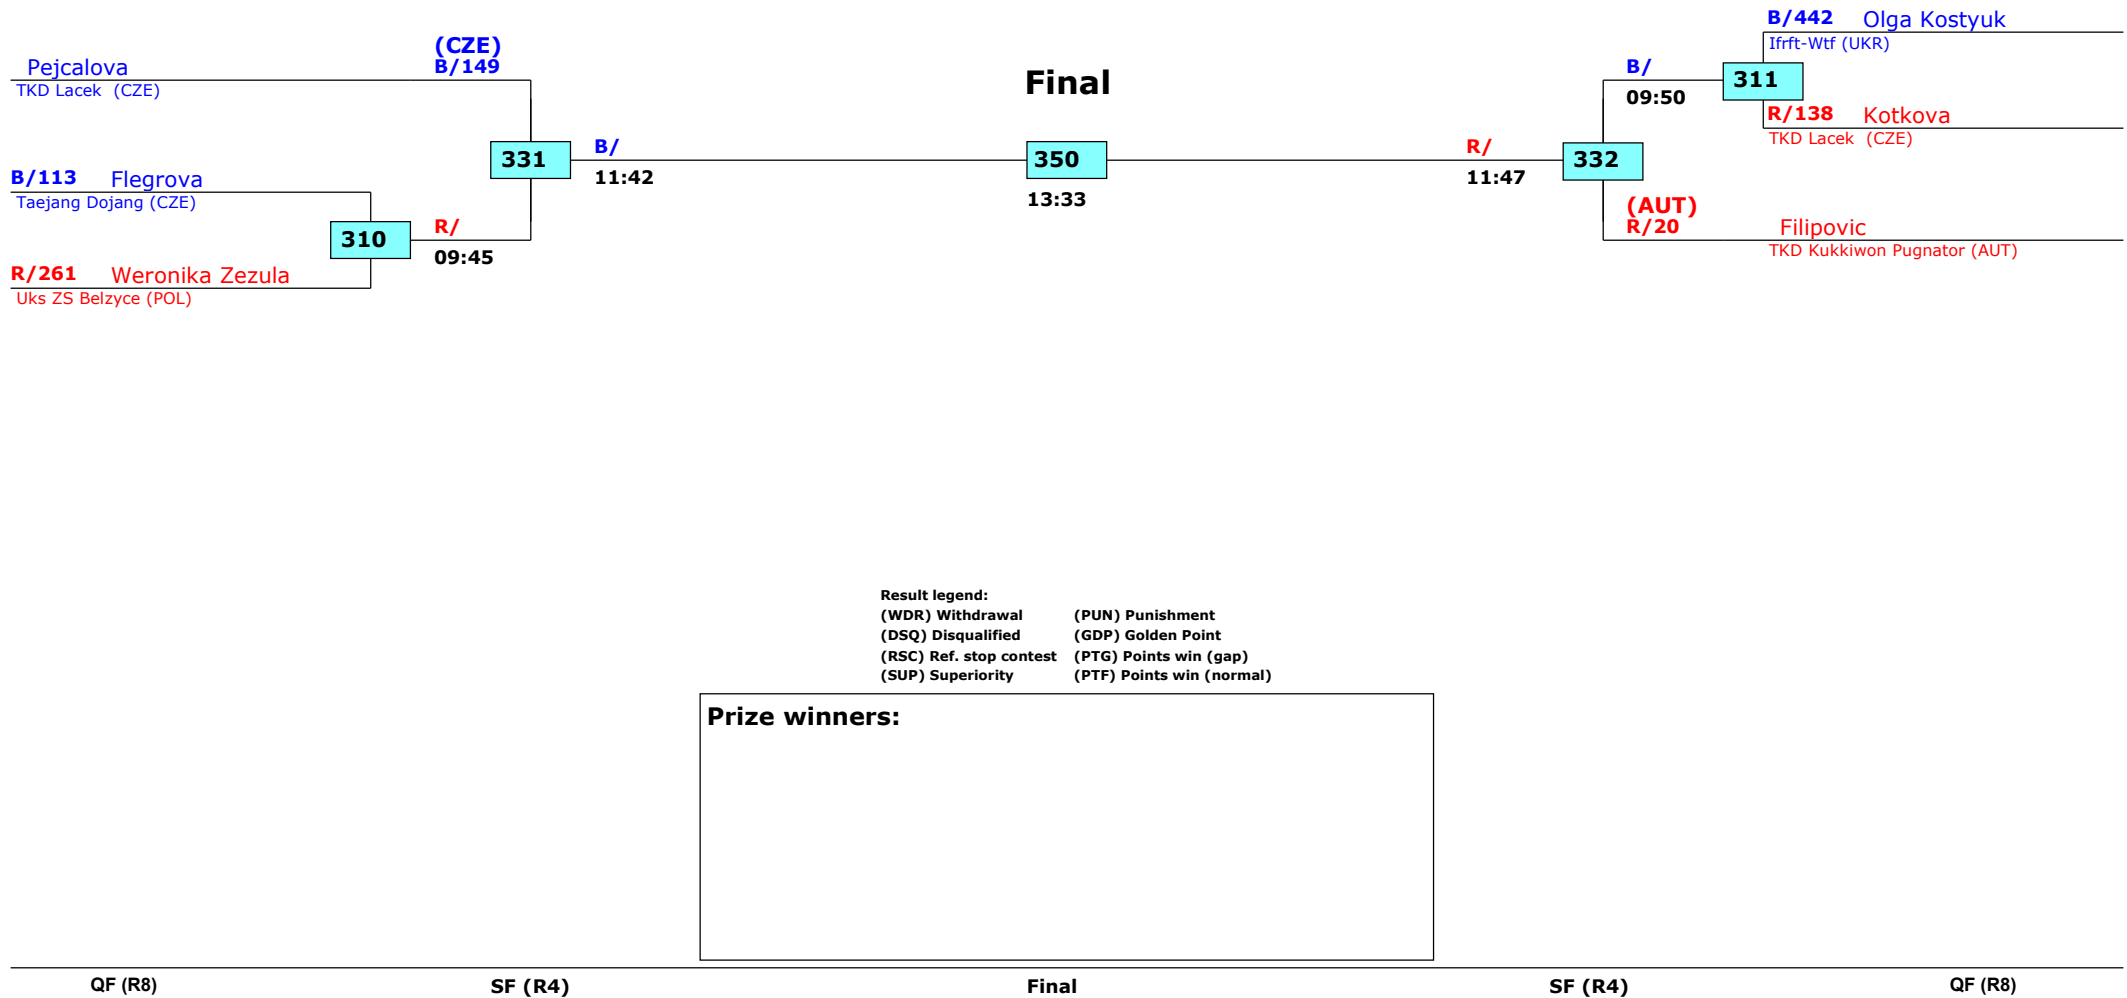 (CZE)
Pejcalova B/149
TKD Lacek (CZE)
331
B/
11:42
B/113 Flegrova
Taejang Dojang (CZE)
310
R/
09:45
R/261 Weronika Zezula
Uks ZS Belzyce (POL)
Final
350
13:33
B/442 Olga Kostyuk
Ifrft-Wtf (UKR)
B/
311
09:50
R/138 Kotkova
TKD Lacek (CZE)
R/
332
11:47
(AUT)
R/20 Filipovic
TKD Kukkiwon Pugnator (AUT)
Result legend:
(WDR) Withdrawal (PUN) Punishment
(DSQ) Disqualified (GDP) Golden Point
(RSC) Ref. stop contest (PTG) Points win (gap)
(SUP) Superiority (PTF) Points win (normal)
Prize winners:
QF (R8) SF (R4) Final SF (R4) QF (R8)